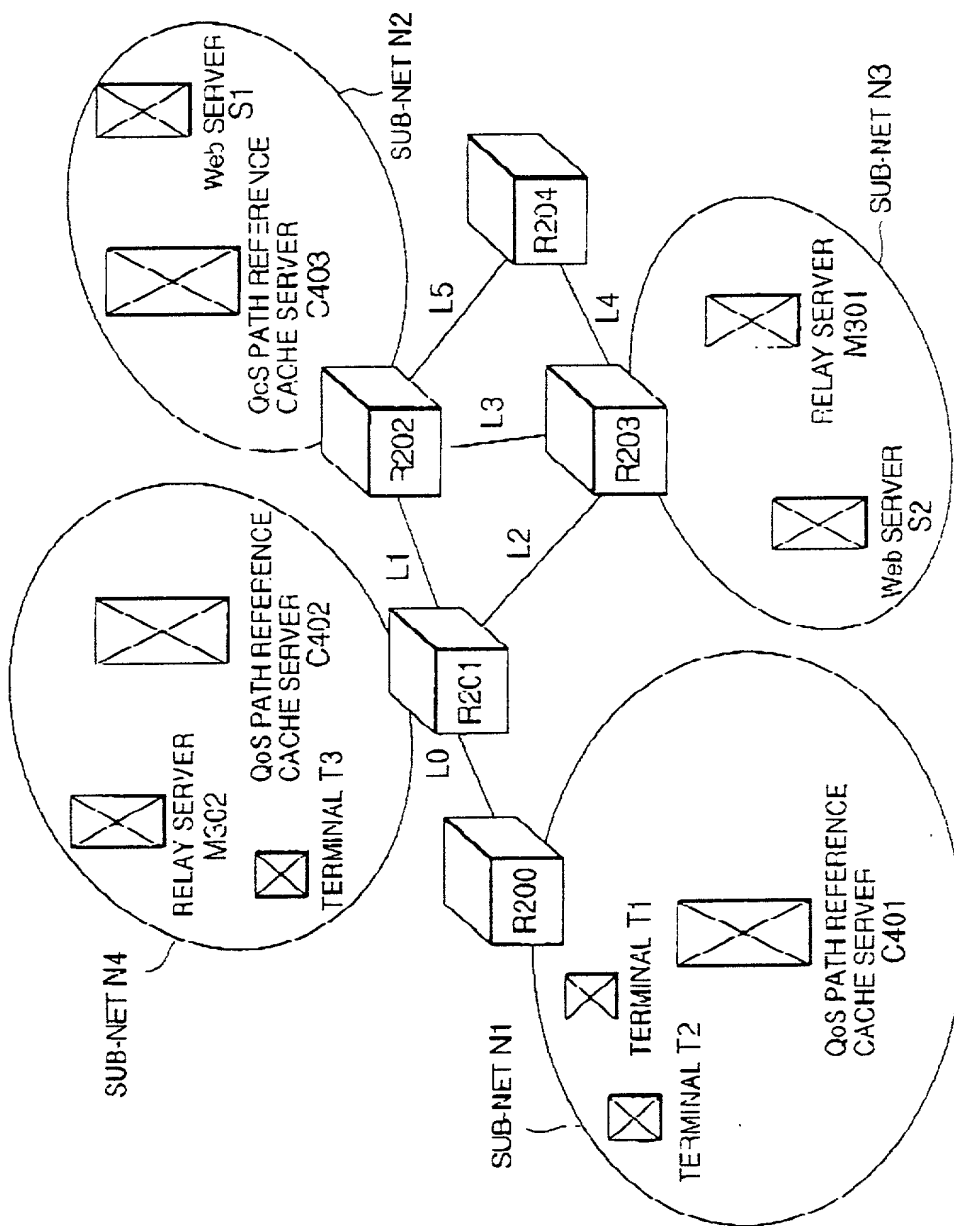 SUB-NET N4
RELAY SERVER
M302
TERMINAL T3
QoS PATH REFERENCE
CACHE SERVER
C402
QoS PATH REFERENCE
CACHE SERVER
C403
Web SERVER
S1
SUB-NET N2
R200
L0
R201
L1
R202
L5
R204
L2
L3
L4
R203
SUB-NET N1
TERMINAL T1
TERMINAL T2
QoS PATH REFERENCE
CACHE SERVER
C401
Web SERVER
S2
RELAY SERVER
M301
SUB-NET N3